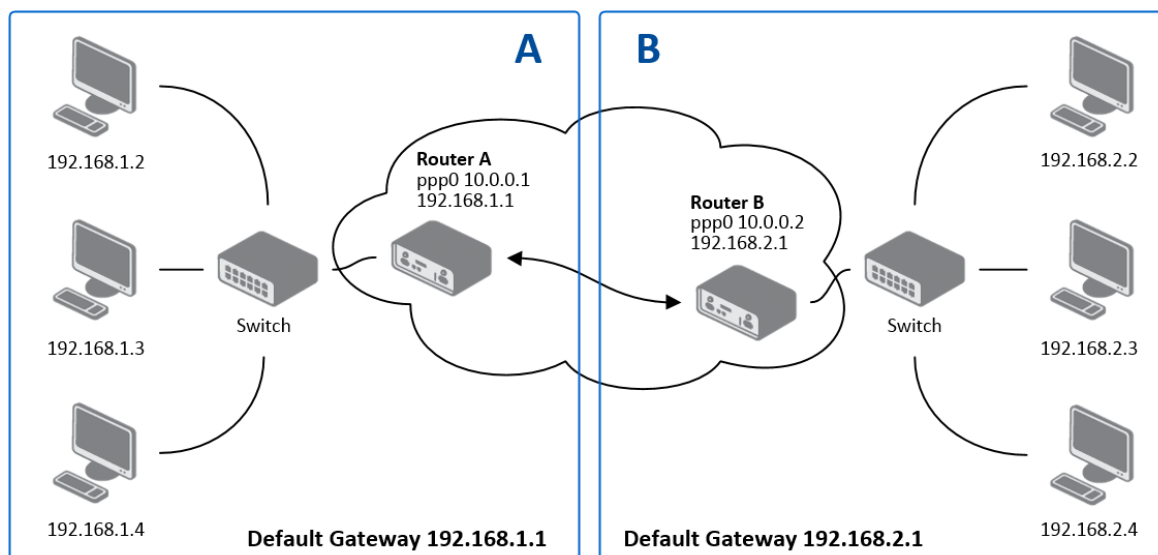 A
B
192.168.1.2
192.168.2.2
Router A
ppp0 10.0.0.1
192.168.1.1
Router B
ppp0 10.0.0.2
192.168.2.1
Switch
Switch
192.168.1.3
192.168.2.3
192.168.1.4
192.168.2.4
Default Gateway 192.168.1.1
Default Gateway 192.168.2.1